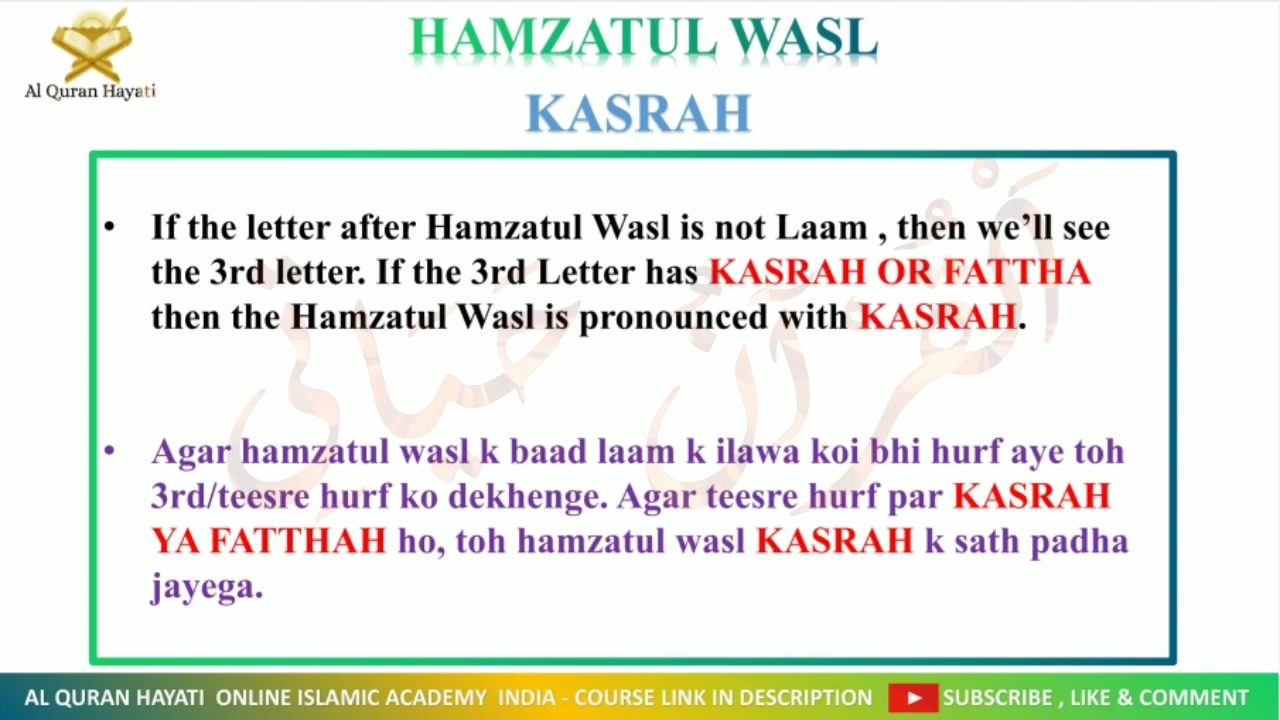 Al Quran Hayati
HAMZATUL WASL
KASRAH
• If the letter after Hamzatul Wasl is not Laam , then we’ll see
the 3rd letter. If the 3rd Letter has KASRAH OR FATTHA
then the Hamzatul Wasl is pronounced with KASRAH.
• Agar hamzatul wasl k baad laam k ilawa koi bhi hurf aye toh
3rd/teesre hurf ko dekhenge. Agar teesre hurf par KASRAH
YA FATTHAH ho, toh hamzatul wasl KASRAH k sath padha
jayega.
القرآن حياتي
AL QURAN HAYATI ONLINE ISLAMIC ACADEMY INDIA - COURSE LINK IN DESCRIPTION SUBSCRIBE , LIKE & COMMENT